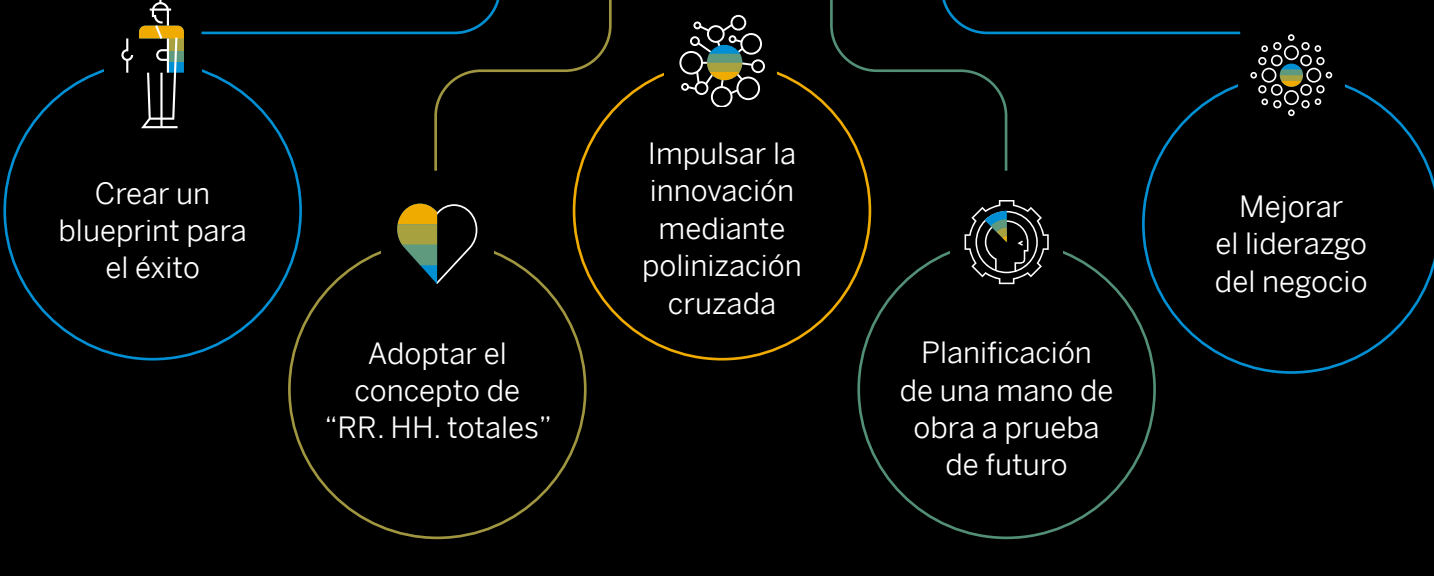 Crear un
blueprint para
el éxito
Adoptar el
concepto de
“RR. HH. totales”
Impulsar la
innovación
mediante
polinización
cruzada
Planificación
de una mano de
obra a prueba
de futuro
Mejorar
el liderazgo
del negocio